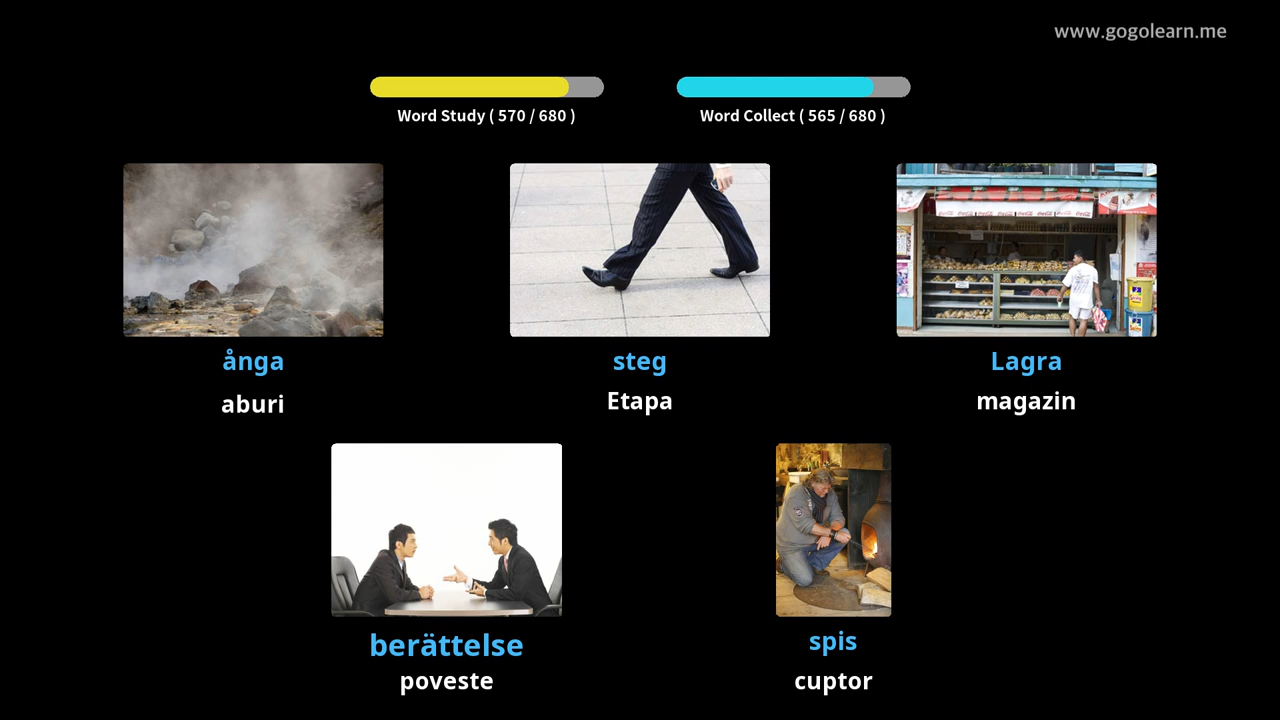 www.gogolearn.me
Word Study ( 570 / 680 )
Word Collect ( 565 / 680 )
ånga
steg
Lagra
aburi
Etapa
magazin
berättelse
spis
poveste
cuptor